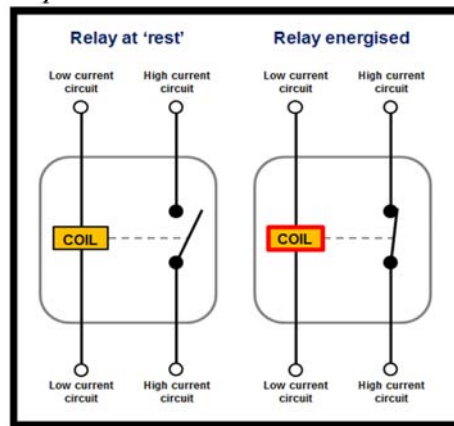 Relay at ‘rest’
Relay energised
Low current
circuit
High current
circuit
Low current
circuit
High current
circuit
COIL
COIL
Low current
circuit
High current
circuit
Low current
circuit
High current
circuit